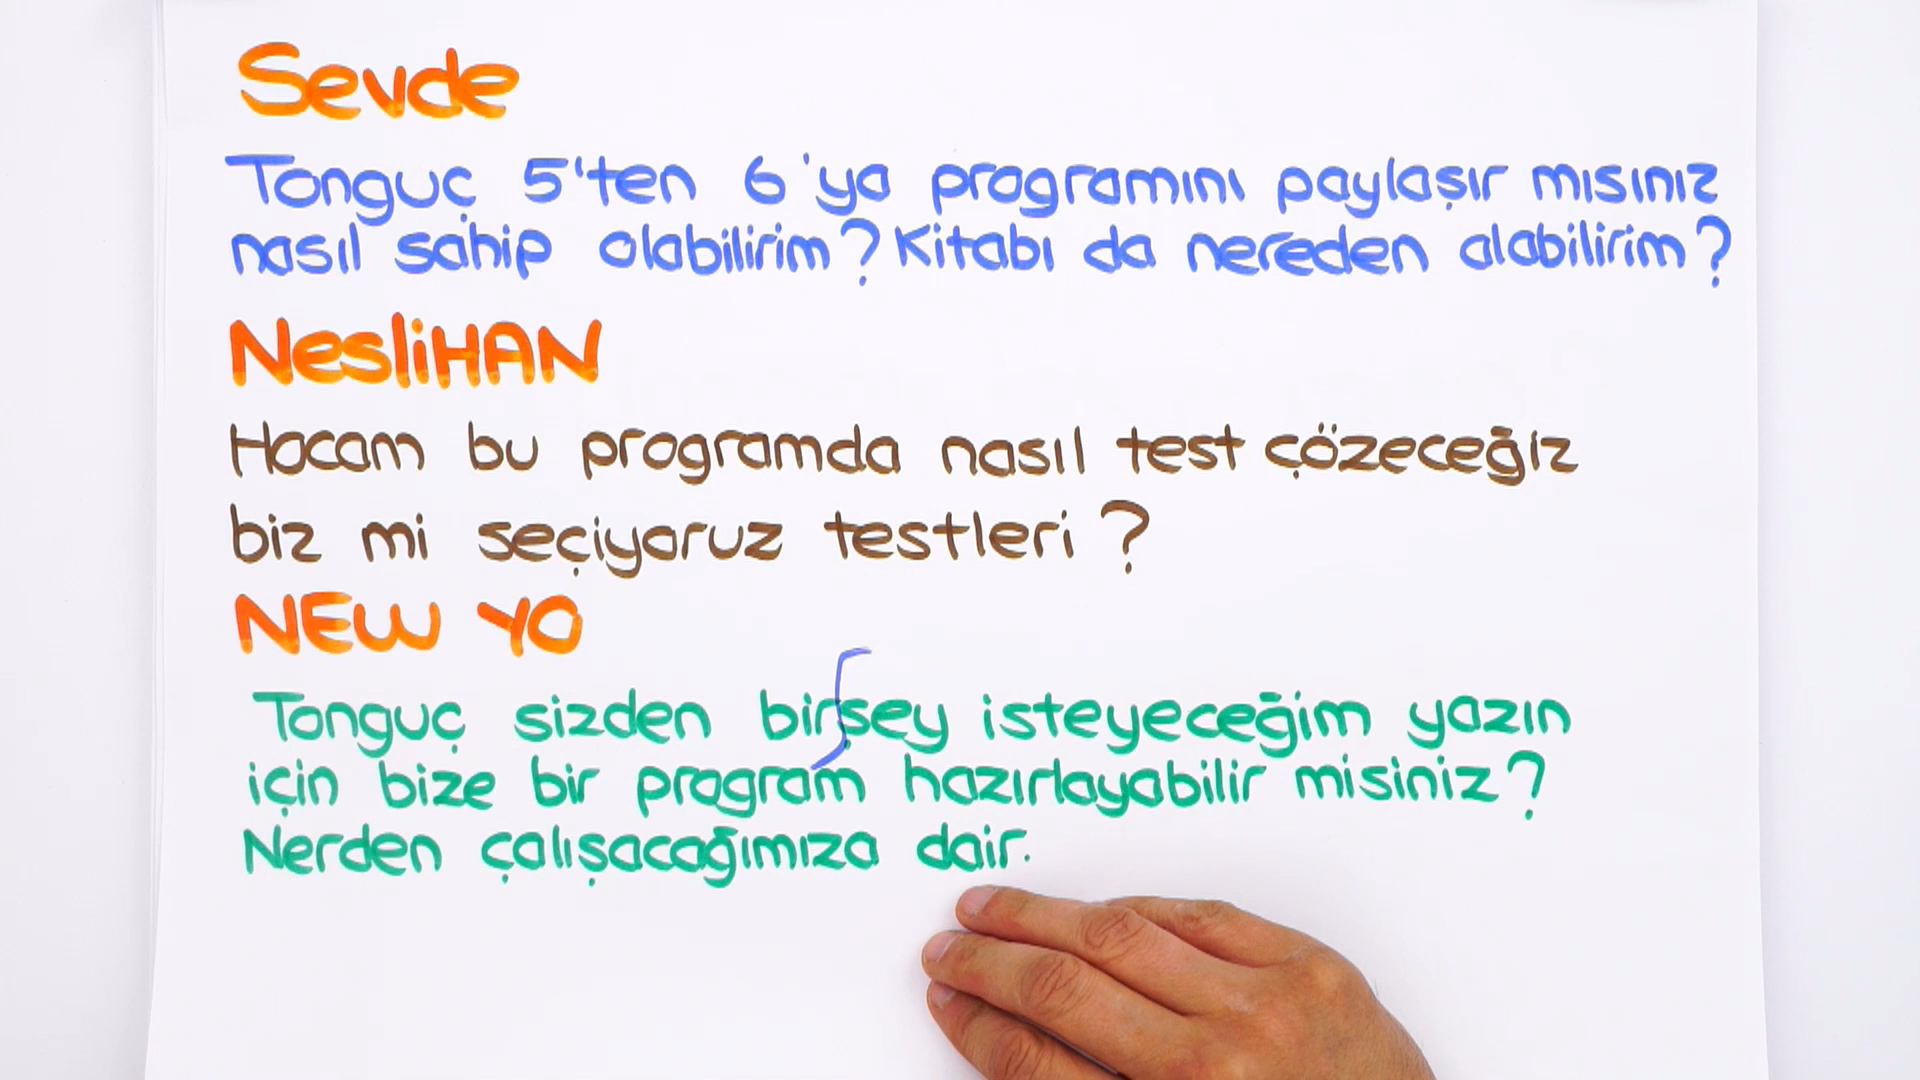 Sevde
Tonguç 5'ten 6'ya programını paylaşır mısınız
nasıl sahip olabilirim? Kitabı da nereden alabilirim?
NesliHAN
Hocam bu programda nasıl test çözeceğiz
biz mi seçiyoruz testleri?
NEW YO
Tonguç sizden birşey isteyeceğim yazın
için bize bir program hazırlayabilir misiniz?
Nerden çalışacağımıza dair.